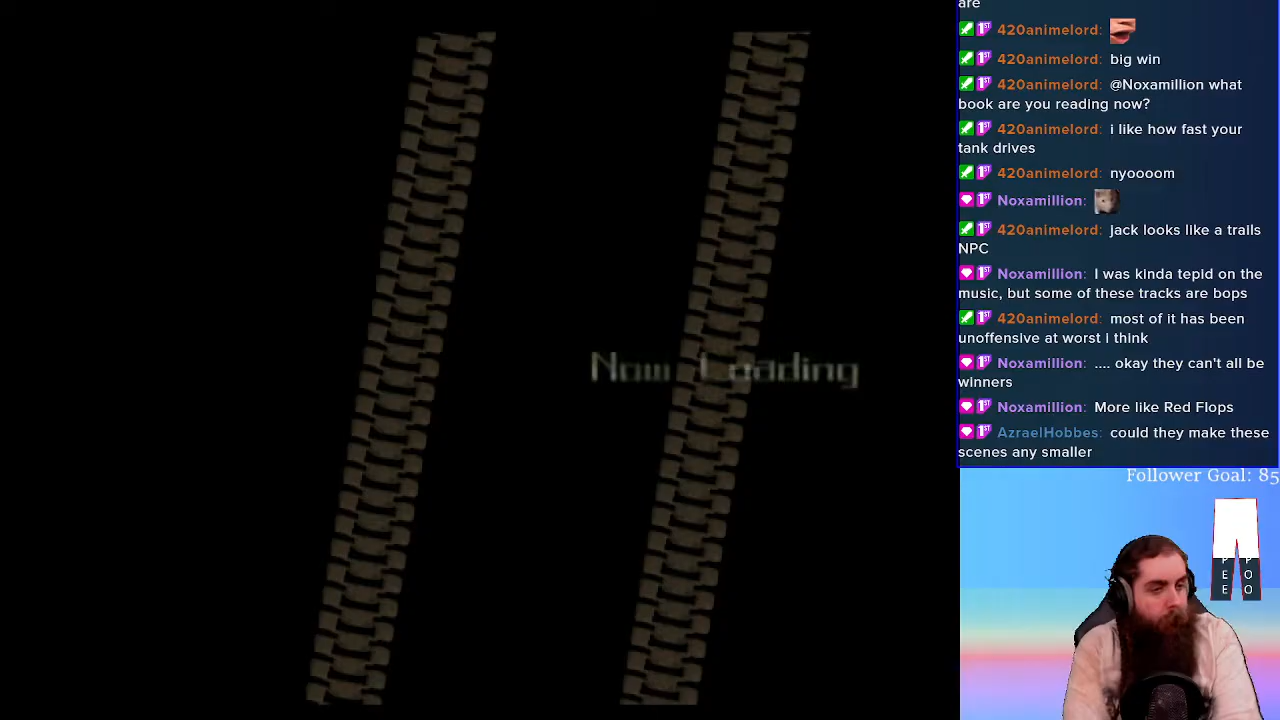 are
420animelord:
420animelord: big win
420animelord: @Noxamillion what
book are you reading now?
420animelord: i like how fast your
tank drives
420animelord: nyoooom
Noxamillion:
420animelord: jack looks like a trails
NPC
Noxamillion: I was kinda tepid on the
music, but some of these tracks are bops
420animelord: most of it has been
unoffensive at worst i think
Noxamillion: .... okay they can't all be
winners
Noxamillion: More like Red Flops
AzraelHobbes: could they make these
scenes any smaller
Now Loading
Follower Goal: 85
P P
E O
E O